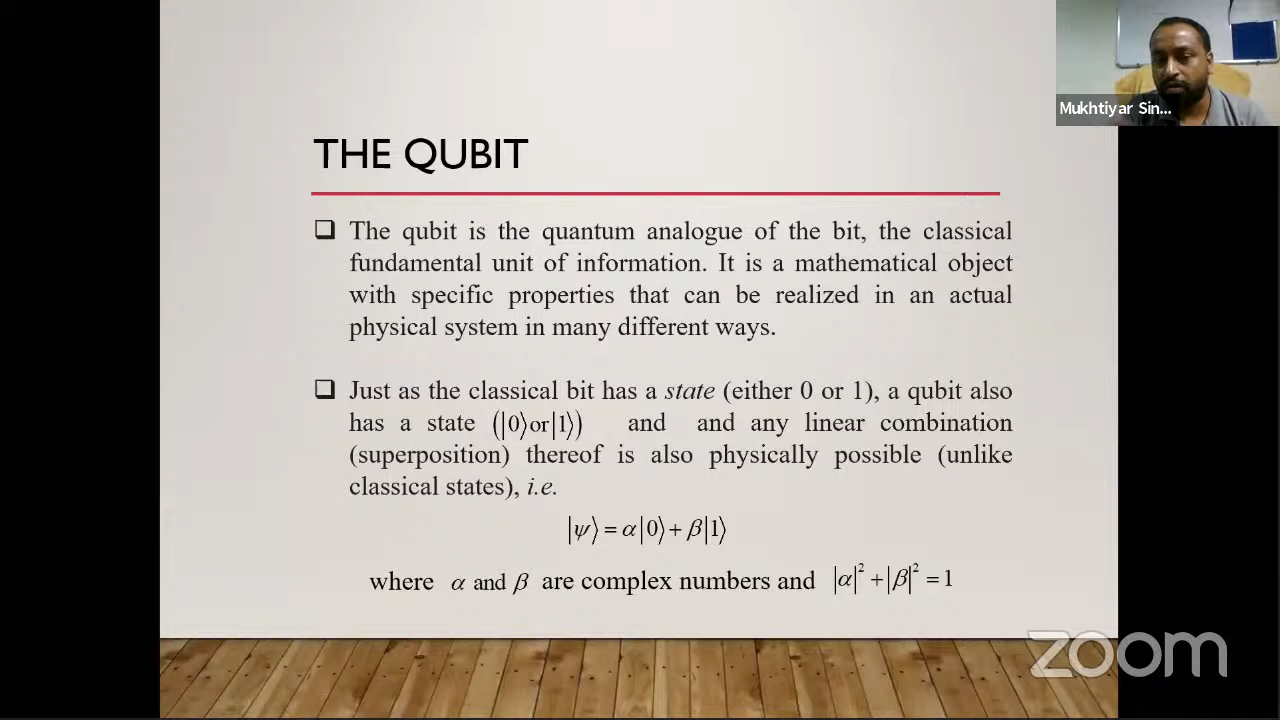 THE QUBIT
The qubit is the quantum analogue of the bit, the classical
fundamental unit of information. It is a mathematical object
with specific properties that can be realized in an actual
physical system in many different ways.
Just as the classical bit has a state (either 0 or 1), a qubit also
has a state (|0⟩or|1⟩) and and any linear combination
(superposition) thereof is also physically possible (unlike
classical states), i.e.
|ψ⟩ = α|0⟩ + β|1⟩
where α and β are complex numbers and |α|² + |β|² = 1
Mukhtiyar Sin...
zoom